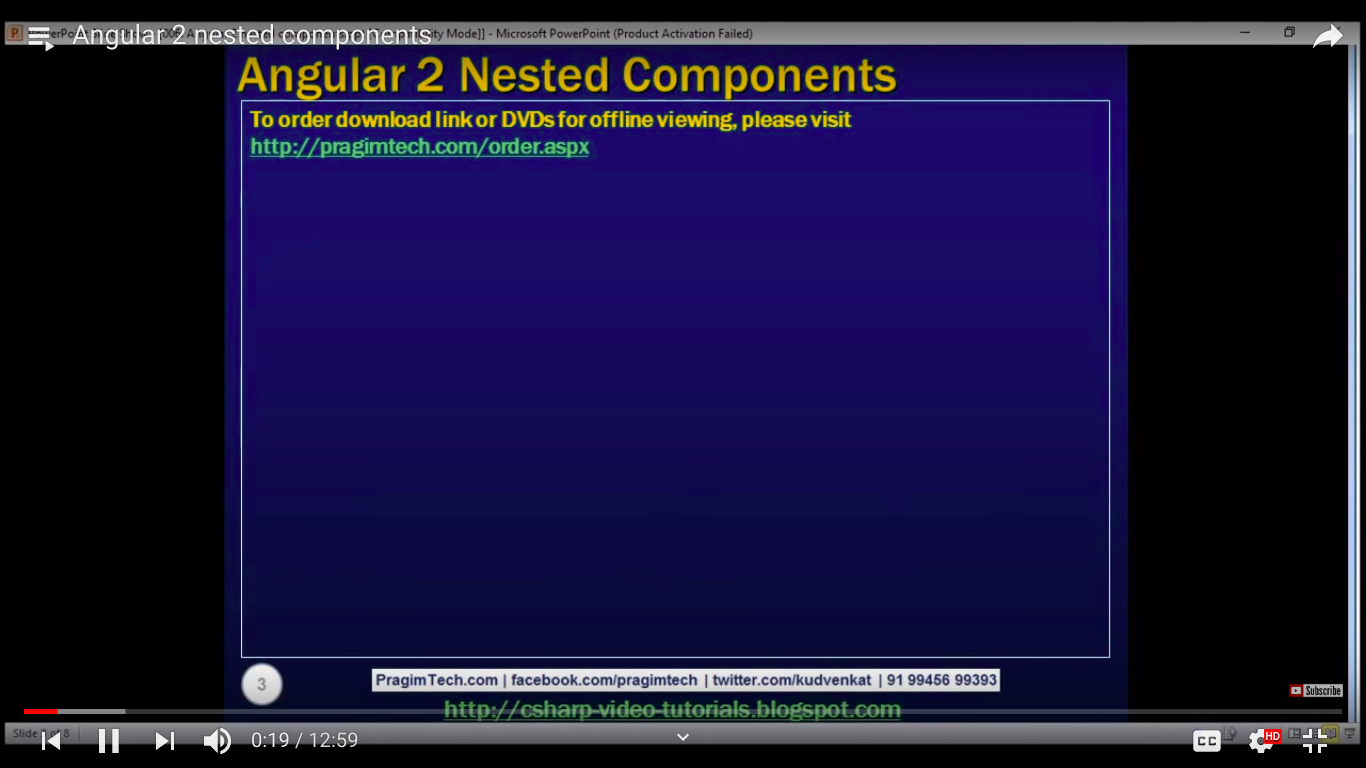 Angular 2 nested components
Mode]] - Microsoft PowerPoint (Product Activation Failed)
Angular 2 Nested Components
To order download link or DVDs for offline viewing, please visit
http://pragimtech.com/order.aspx
3
PragimTech.com | facebook.com/pragimtech | twitter.com/kudvenkat | 91 99456 99393
Subscribe
http://csharp-video-tutorials.blogspot.com
Slide of 8
0:19 / 12:59
CC
HD